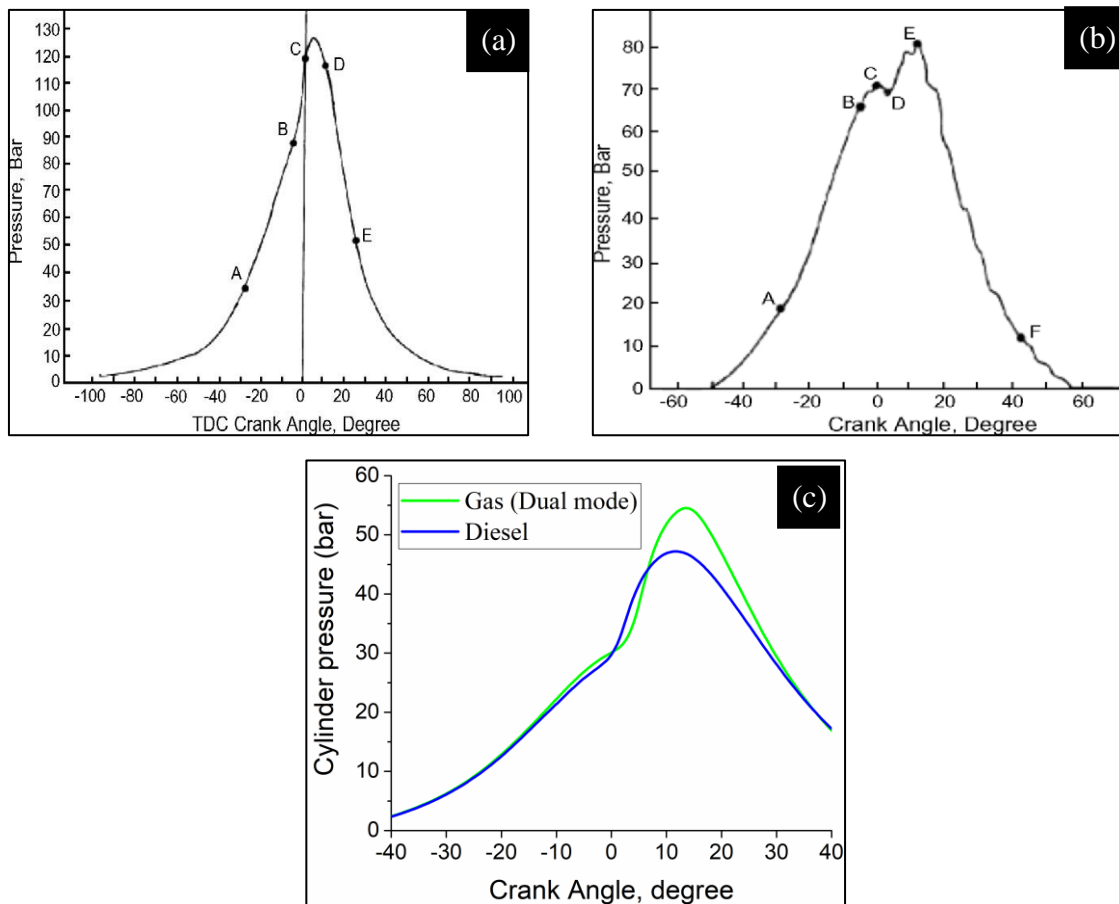 (a)
Pressure, Bar
130
120
110
100
90
80
70
60
50
40
30
20
10
0
A
B
C
D
E
-100 -80 -60 -40 -20 0 20 40 60 80 100
TDC Crank Angle, Degree
(b)
Pressure, Bar
80
70
60
50
40
30
20
10
0
A
B
C
D
E
F
-60 -40 -20 0 20 40 60
Crank Angle, Degree
(c)
Gas (Dual mode)
Diesel
Cylinder pressure (bar)
60
50
40
30
20
10
0
-40 -30 -20 -10 0 10 20 30 40
Crank Angle, degree